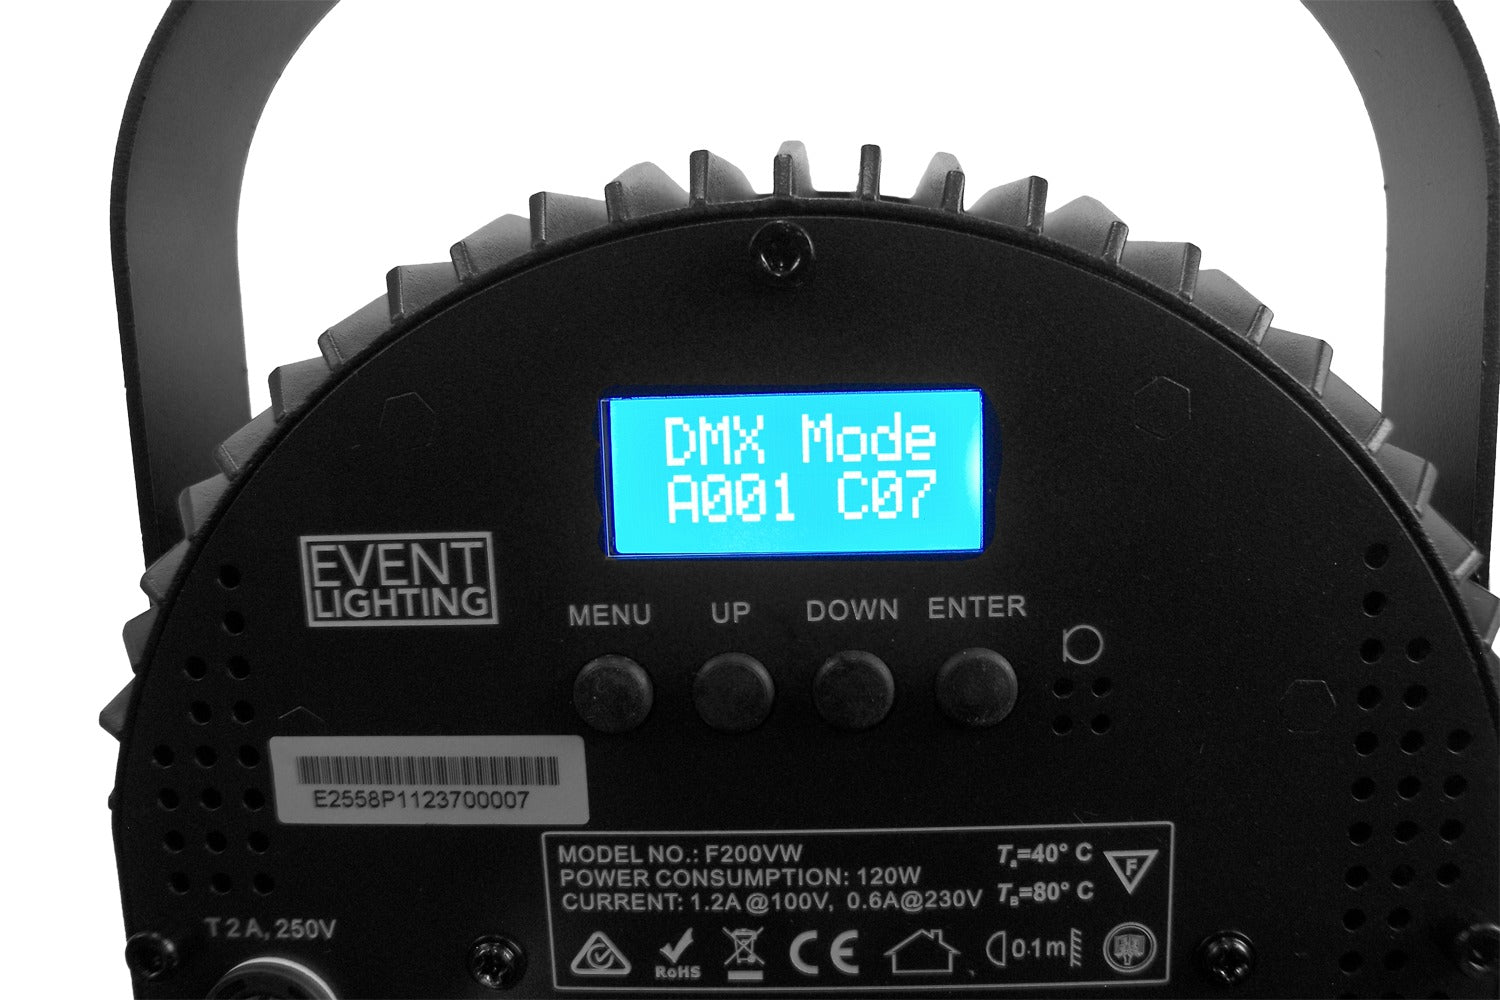 DMX Mode
A001 C07
EVENT
LIGHTING
MENU UP DOWN ENTER
E2558P1123700007
MODEL NO.: F200VW
POWER CONSUMPTION: 120W
CURRENT: 1.2A@100V, 0.6A@230V
Ta=40° C
TB=80° C
F
T 2 A, 250V
RoHS
CE
0.1m